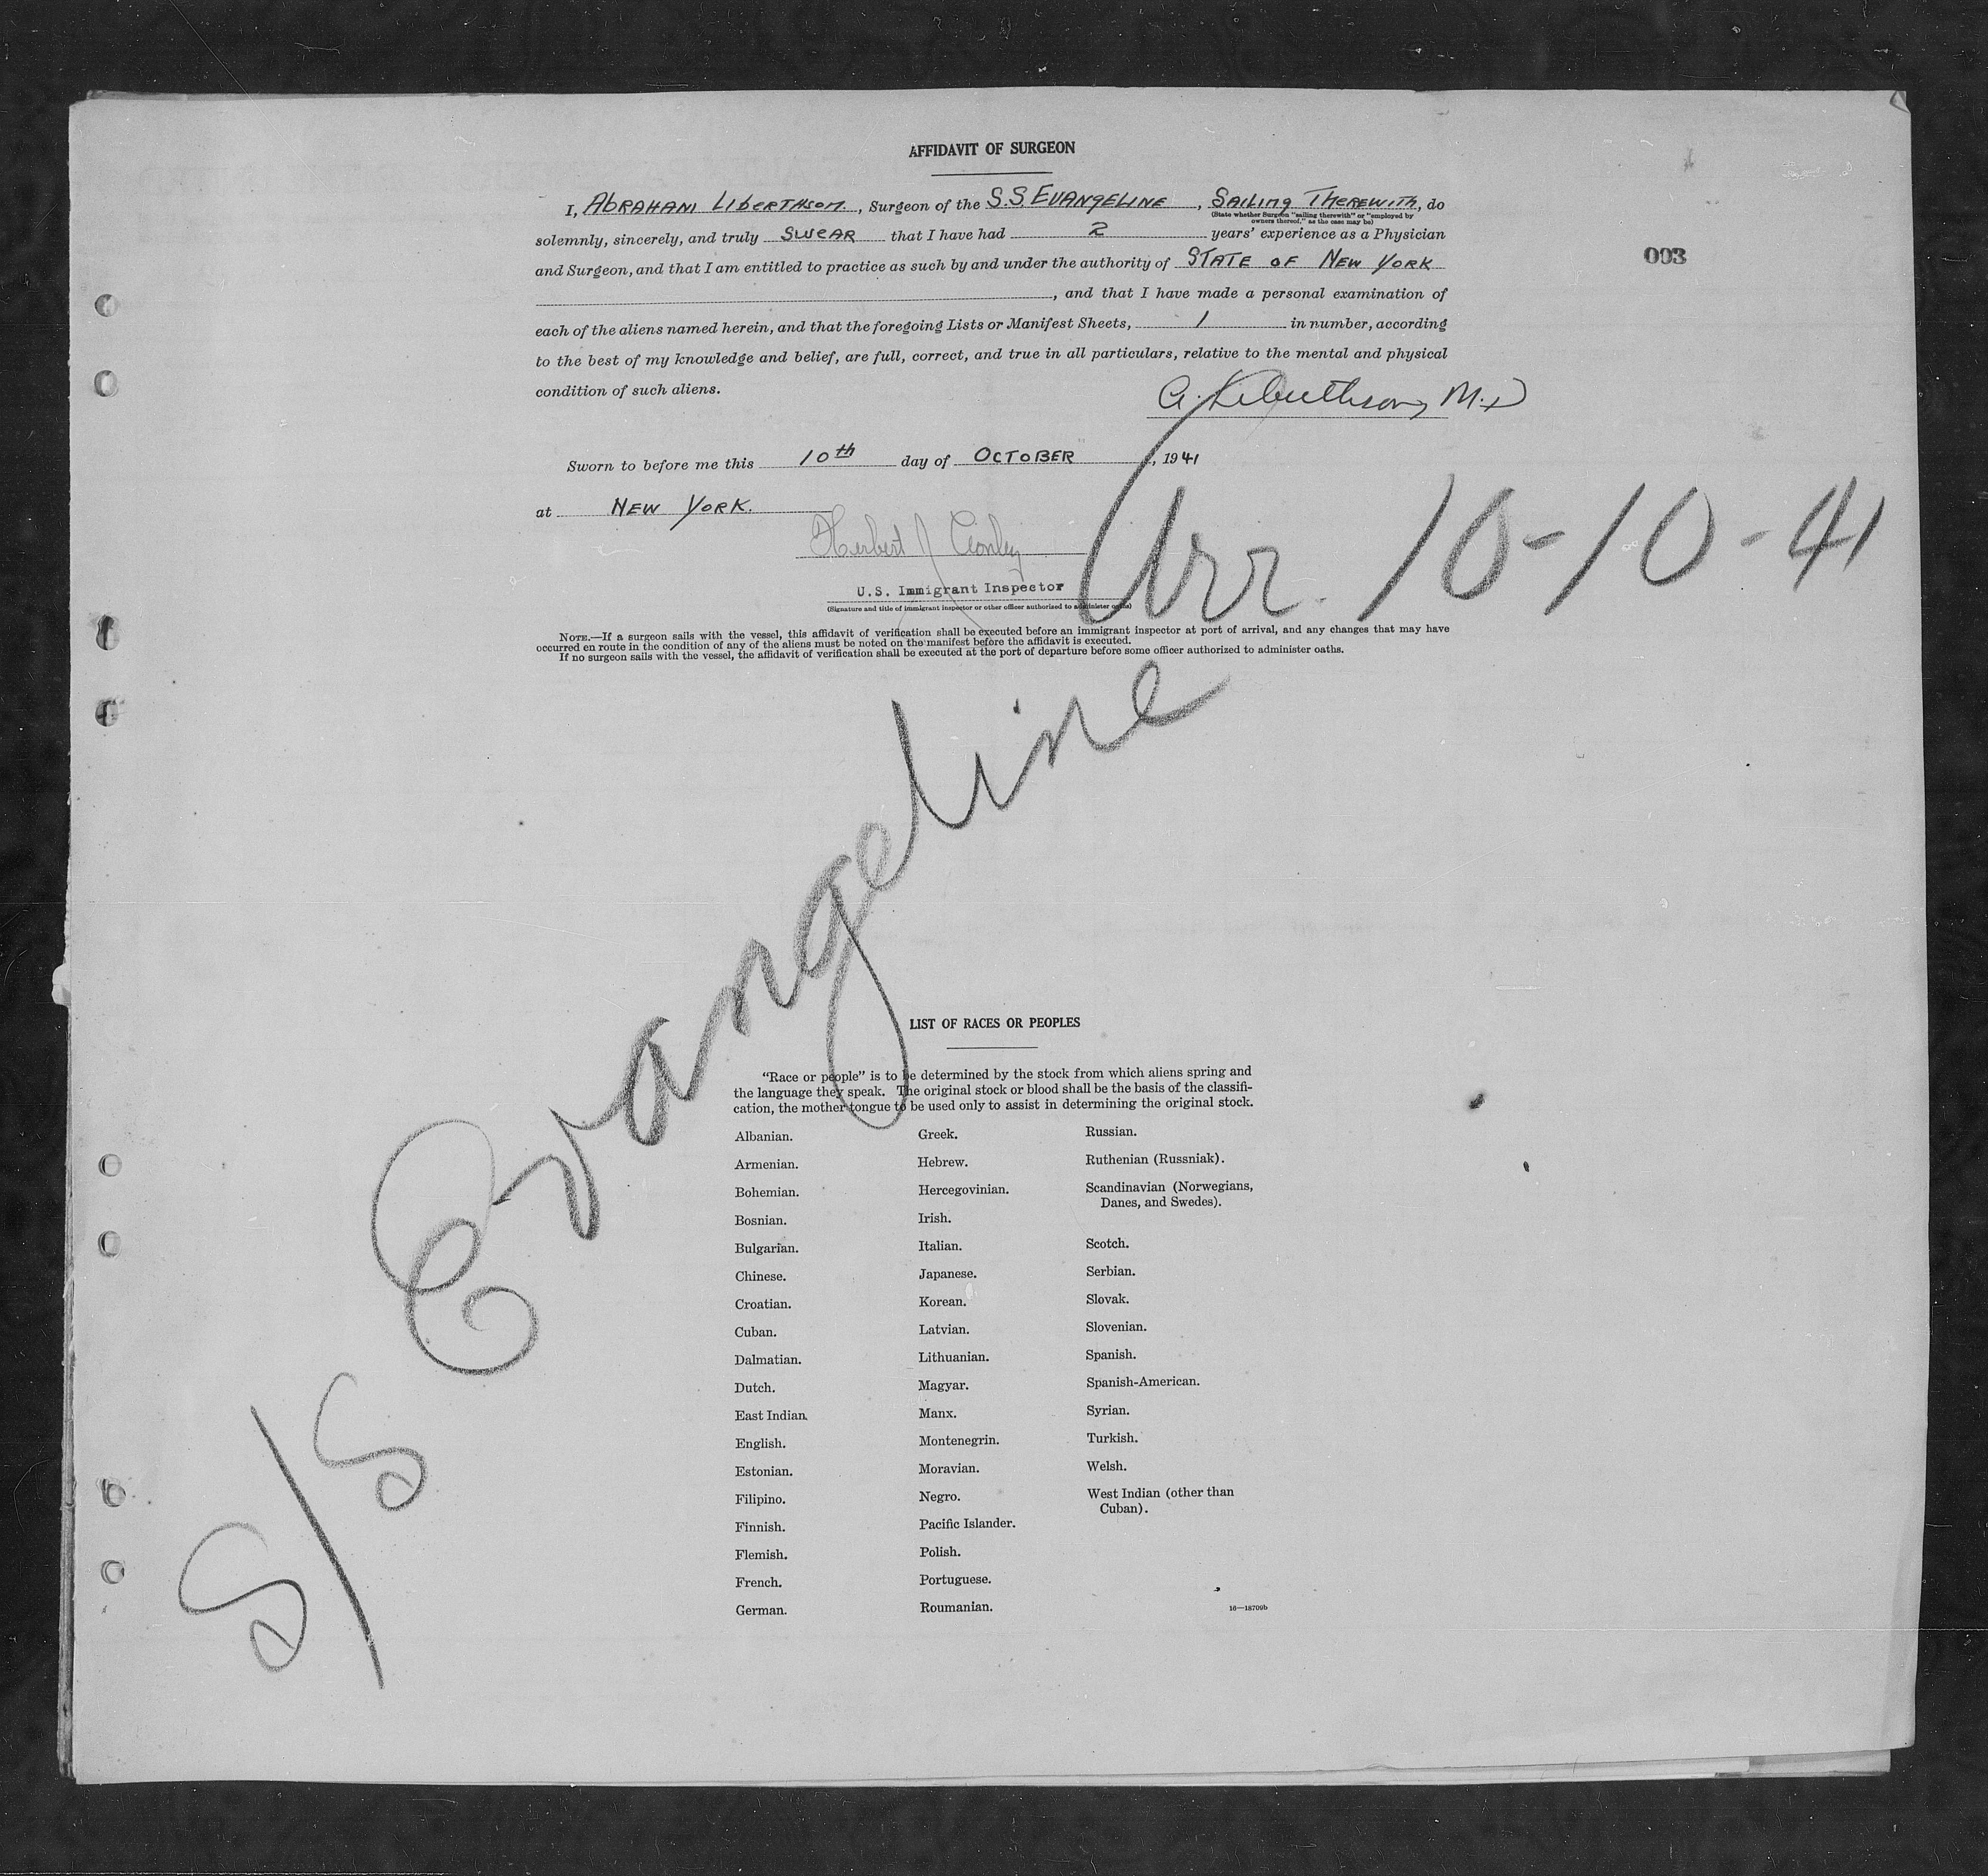 AFFIDAVIT OF SURGEON
I, ABRAHAM LIBERTHSON, Surgeon of the S.S. EVANGELINE, SAILING THEREWITH, do
(State whether Surgeon "sailing therewith" or "employed by
owners thereof," as the case may be)
solemnly, sincerely, and truly SWEAR that I have had 2 years' experience as a Physician
003
and Surgeon, and that I am entitled to practice as such by and under the authority of STATE OF NEW YORK
, and that I have made a personal examination of
each of the aliens named herein, and that the foregoing Lists or Manifest Sheets, 1 in number, according
to the best of my knowledge and belief, are full, correct, and true in all particulars, relative to the mental and physical
condition of such aliens.
A. Liberthson, M.D
Sworn to before me this 10th day of OCTOBER, 1941
at NEW YORK.
Herbert J
Arr. 10-10-41
U.S. Immigrant Inspector
(Signature and title of immigrant inspector or other officer authorized to administer oaths)
NOTE.—If a surgeon sails with the vessel, this affidavit of verification shall be executed before an immigrant inspector at port of arrival, and any changes that may have
occurred en route in the condition of any of the aliens must be noted on the manifest before the affidavit is executed.
If no surgeon sails with the vessel, the affidavit of verification shall be executed at the port of departure before some officer authorized to administer oaths.
S/S Evangeline
LIST OF RACES OR PEOPLES
"Race or people" is to be determined by the stock from which aliens spring and
the language they speak. The original stock or blood shall be the basis of the classifi-
cation, the mother tongue to be used only to assist in determining the original stock.
Albanian.
Armenian.
Bohemian.
Bosnian.
Bulgarian.
Chinese.
Croatian.
Cuban.
Dalmatian.
Dutch.
East Indian.
English.
Estonian.
Filipino.
Finnish.
Flemish.
French.
German.
Greek.
Hebrew.
Hercegovinian.
Irish.
Italian.
Japanese.
Korean.
Latvian.
Lithuanian.
Magyar.
Manx.
Montenegrin.
Moravian.
Negro.
Pacific Islander.
Polish.
Portuguese.
Roumanian.
Russian.
Ruthenian (Russniak).
Scandinavian (Norwegians,
Danes, and Swedes).
Scotch.
Serbian.
Slovak.
Slovenian.
Spanish.
Spanish-American.
Syrian.
Turkish.
Welsh.
West Indian (other than
Cuban).
16—18709b